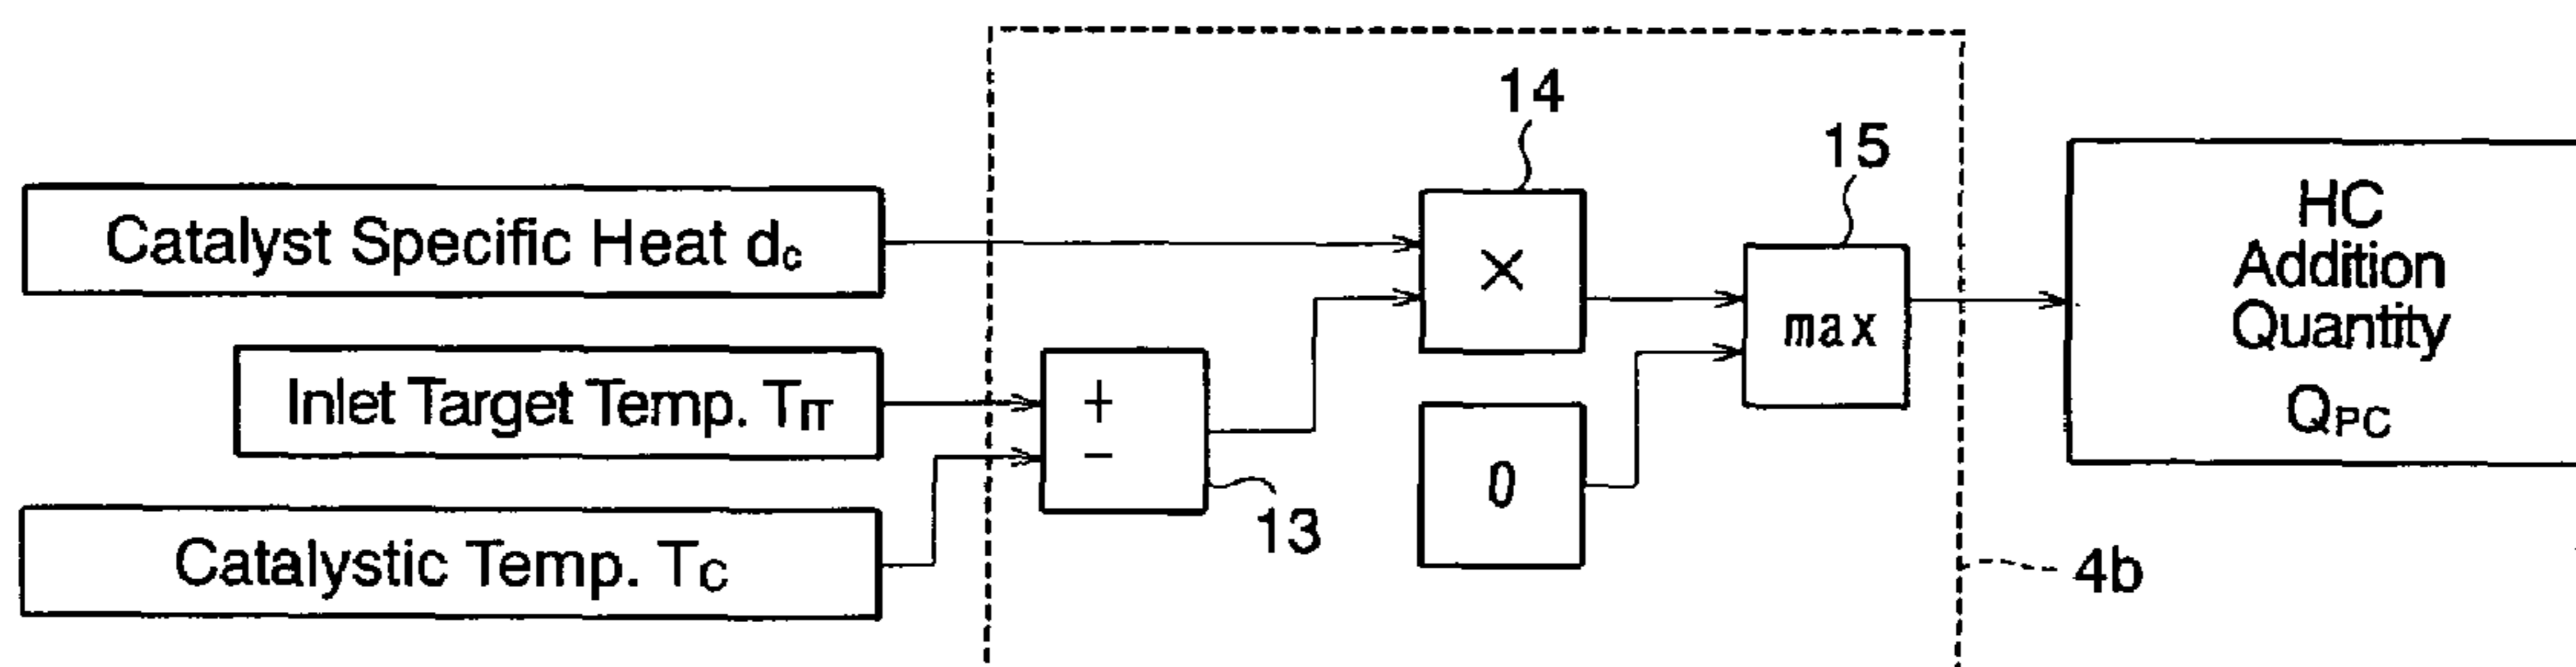 14
15
Catalyst Specific Heat dc
×
HC
Addition
Quantity
QPC
max
Inlet Target Temp. TIT
+
−
0
13
Catalystic Temp. TC
4b